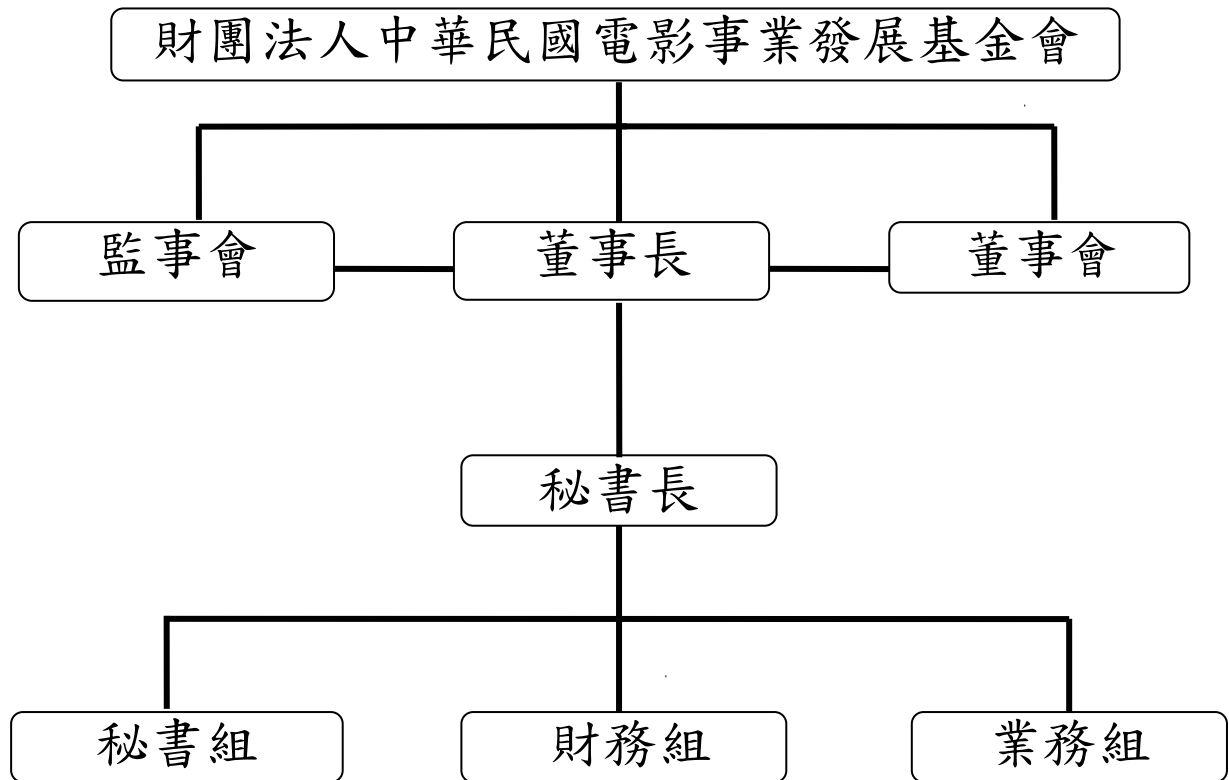 財團法人中華民國電影事業發展基金會
監事會
董事長
董事會
秘書長
秘書組
財務組
業務組